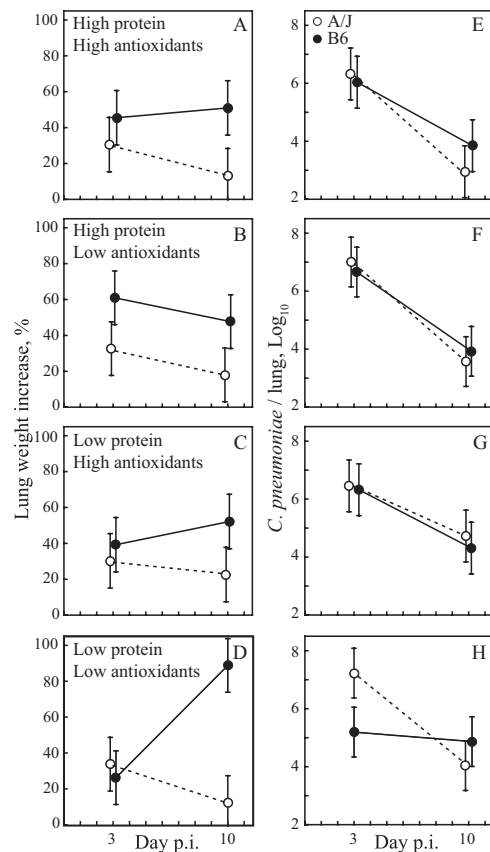 High protein
High antioxidants
A
100
80
60
40
20
0
E
A/J
B6
8
6
4
2
High protein
Low antioxidants
B
100
80
60
40
20
0
F
8
6
4
2
Low protein
High antioxidants
C
100
80
60
40
20
0
G
8
6
4
2
Low protein
Low antioxidants
D
100
80
60
40
20
0
H
8
6
4
2
Lung weight increase, %
C. pneumoniae / lung, Log10
3 Day p.i. 10
3 Day p.i. 10